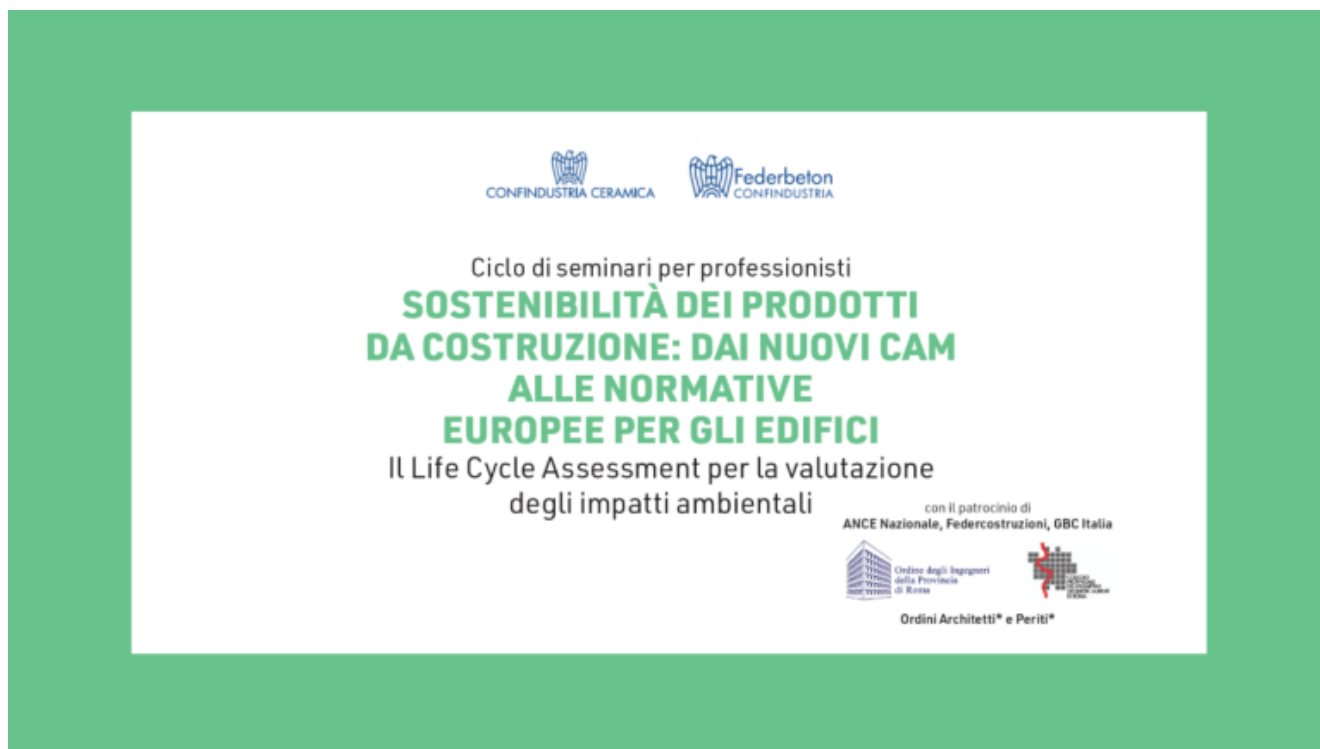 CONFINDUSTRIA CERAMICA
Federbeton
CONFINDUSTRIA
Ciclo di seminari per professionisti
SOSTENIBILITÀ DEI PRODOTTI
DA COSTRUZIONE: DAI NUOVI CAM
ALLE NORMATIVE
EUROPEE PER GLI EDIFICI
Il Life Cycle Assessment per la valutazione
degli impatti ambientali
con il patrocinio di
ANCE Nazionale, Federcostruzioni, GBC Italia
Ordine degli Ingegneri
della Provincia
di Roma
Ordini Architetti* e Periti*